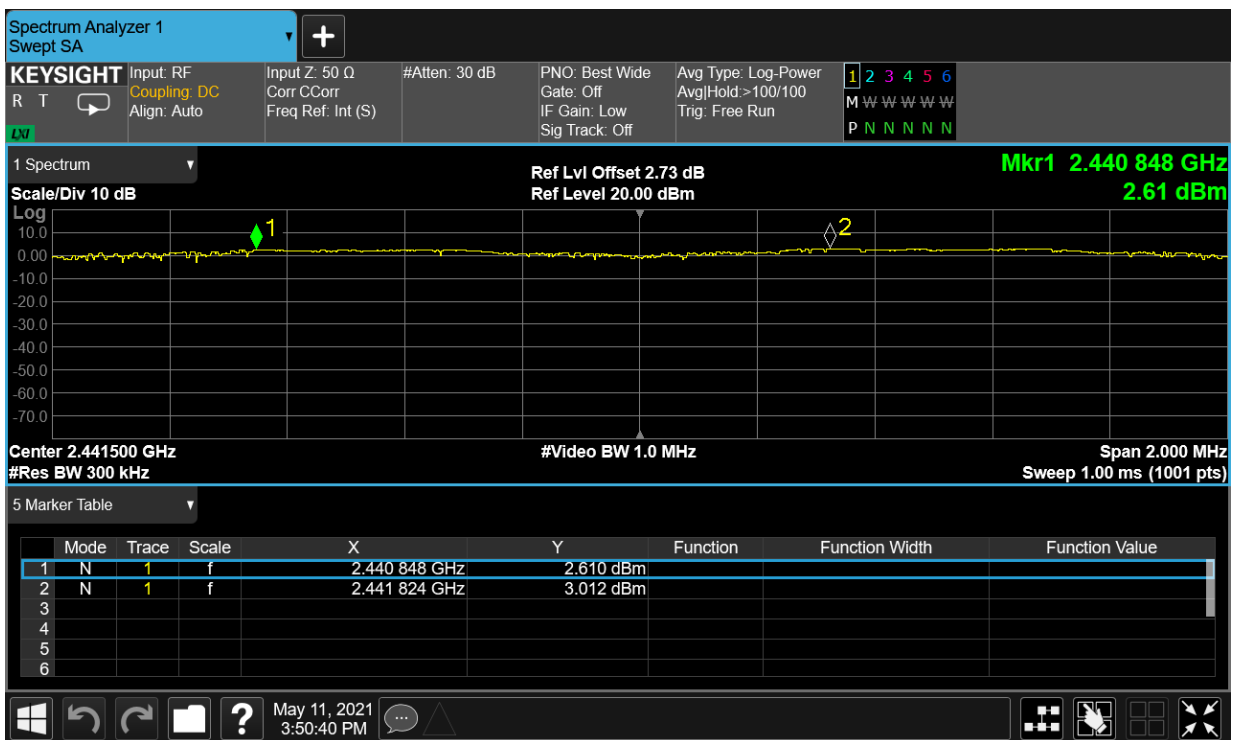 Spectrum Analyzer 1
Swept SA
+
KEYSIGHT
R T
LXI
Input: RF
Coupling: DC
Align: Auto
Input Z: 50 Ω
Corr CCorr
Freq Ref: Int (S)
#Atten: 30 dB
PNO: Best Wide
Gate: Off
IF Gain: Low
Sig Track: Off
Avg Type: Log-Power
Avg|Hold:>100/100
Trig: Free Run
1 2 3 4 5 6
M W W W W W
P N N N N N
1 Spectrum
Scale/Div 10 dB
Ref Lvl Offset 2.73 dB
Ref Level 20.00 dBm
Mkr1 2.440 848 GHz
2.61 dBm
Log
10.0
0.00
-10.0
-20.0
-30.0
-40.0
-50.0
-60.0
-70.0
1
2
Center 2.441500 GHz
#Res BW 300 kHz
#Video BW 1.0 MHz
Span 2.000 MHz
Sweep 1.00 ms (1001 pts)
5 Marker Table
Mode Trace Scale X Y Function Function Width Function Value
1 N 1 f 2.440 848 GHz 2.610 dBm
2 N 1 f 2.441 824 GHz 3.012 dBm
3
4
5
6
?
May 11, 2021
3:50:40 PM